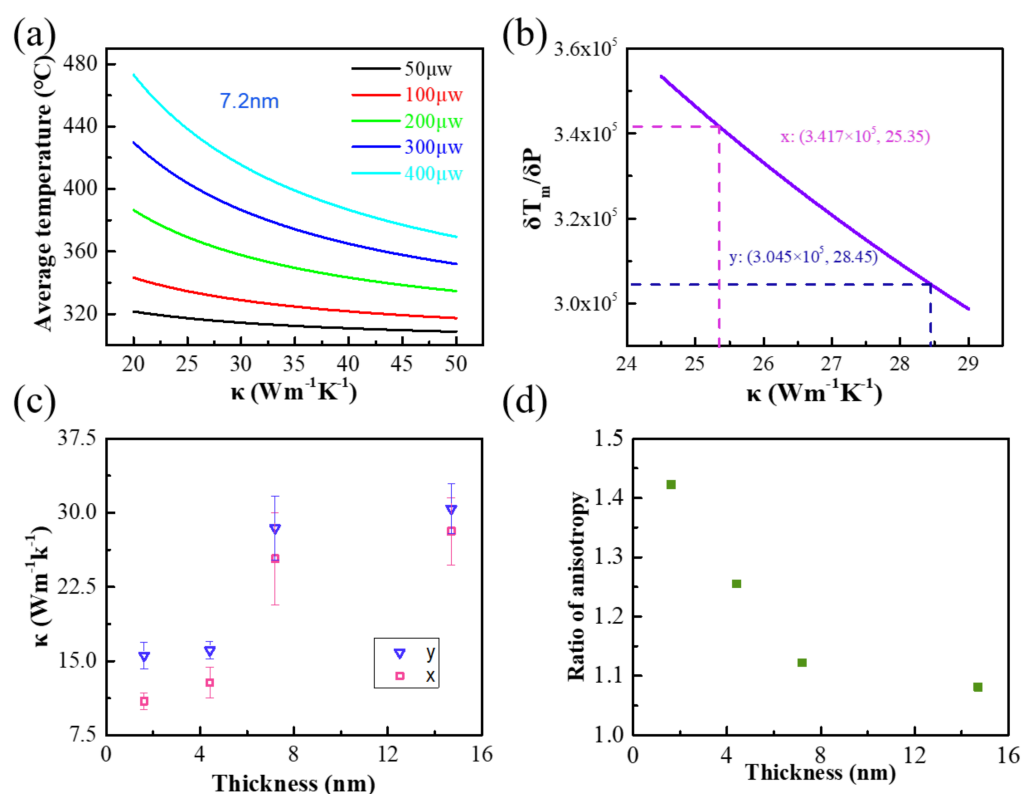 (a)
Average temperature (°C)
480
440
400
360
320
7.2nm
50μw
100μw
200μw
300μw
400μw
20 25 30 35 40 45 50
κ (Wm⁻¹K⁻¹)
(b)
δTₘ/δP
3.6x10⁵
3.4x10⁵
3.2x10⁵
3.0x10⁵
x: (3.417×10⁵, 25.35)
y: (3.045×10⁵, 28.45)
24 25 26 27 28 29
κ (Wm⁻¹K⁻¹)
(c)
κ (Wm⁻¹k⁻¹)
37.5
30.0
22.5
15.0
7.5
y
x
0 4 8 12 16
Thickness (nm)
(d)
Ratio of anisotropy
1.5
1.4
1.3
1.2
1.1
1.0
0 4 8 12 16
Thickness (nm)